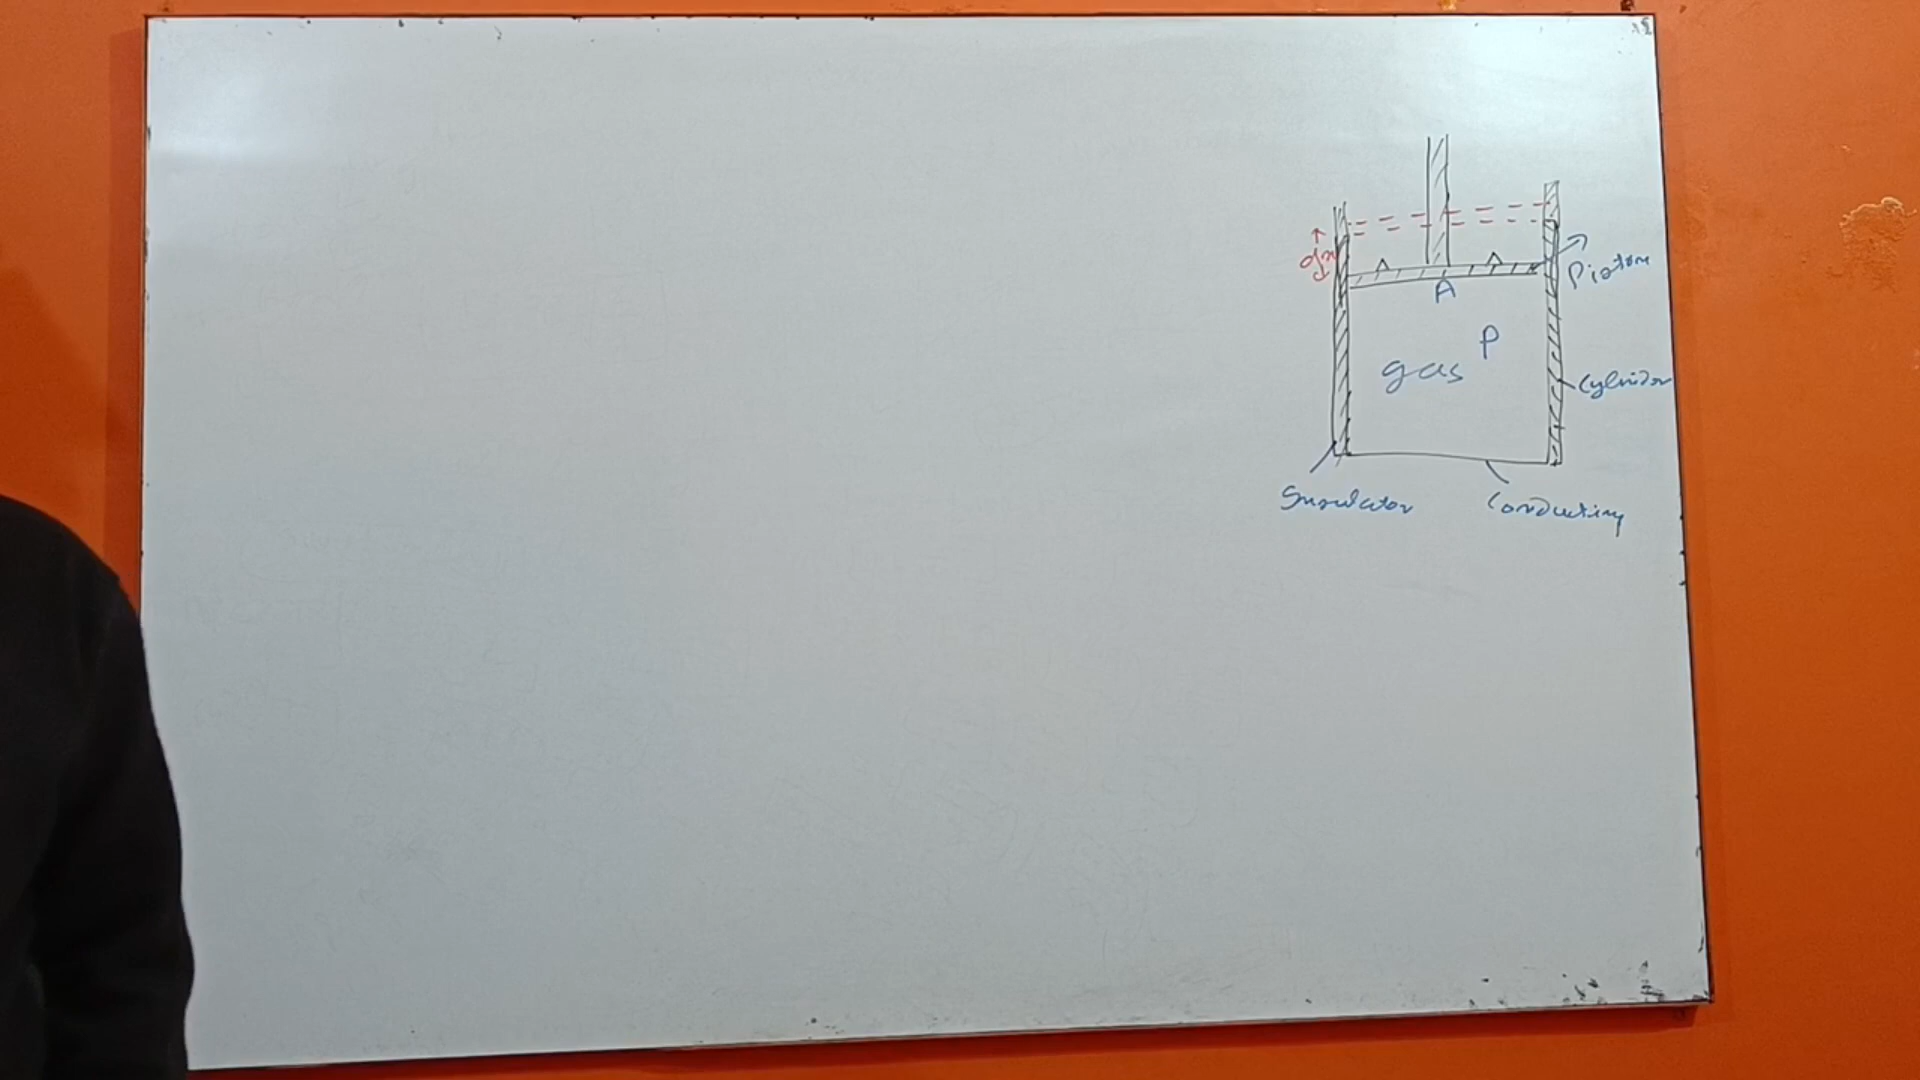 dx
Piston
A
P
gas
Cylinder
Insulator
Conducting